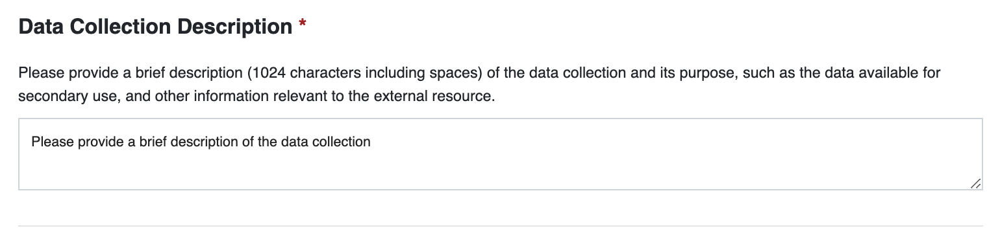 Data Collection Description *
Please provide a brief description (1024 characters including spaces) of the data collection and its purpose, such as the data available for
secondary use, and other information relevant to the external resource.
Please provide a brief description of the data collection